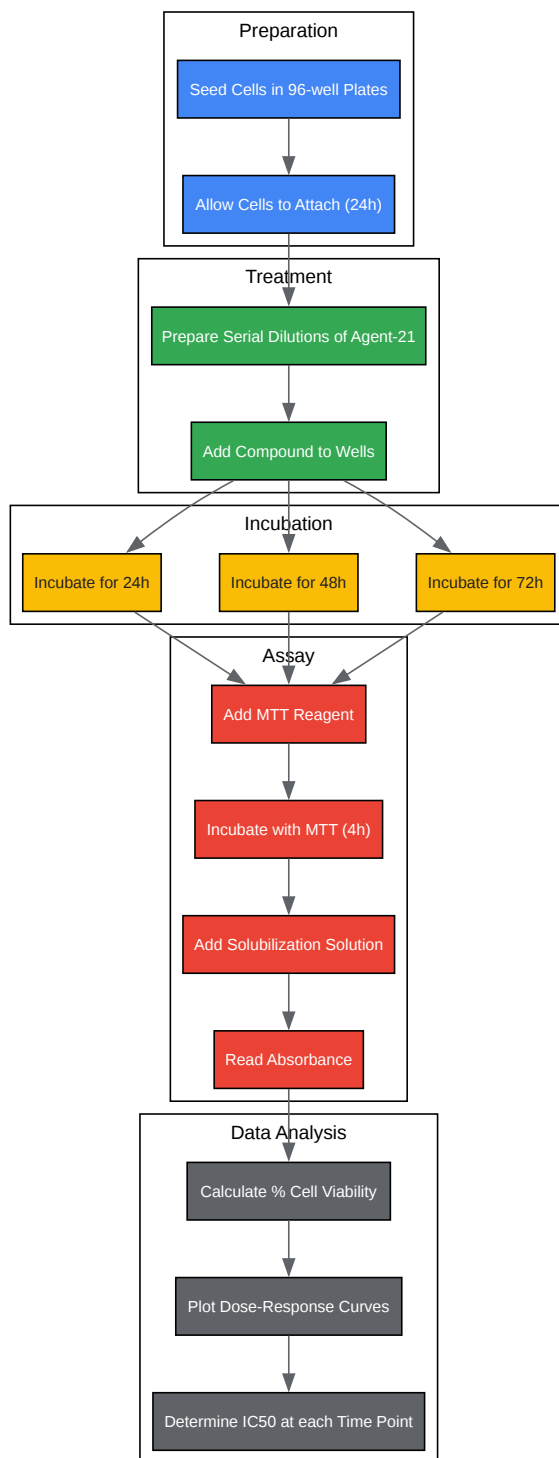 Preparation
Seed Cells in 96-well Plates
Allow Cells to Attach (24h)
Treatment
Prepare Serial Dilutions of Agent-21
Add Compound to Wells
Incubation
Incubate for 24h
Incubate for 48h
Incubate for 72h
Assay
Add MTT Reagent
Incubate with MTT (4h)
Add Solubilization Solution
Read Absorbance
Data Analysis
Calculate % Cell Viability
Plot Dose-Response Curves
Determine IC50 at each Time Point